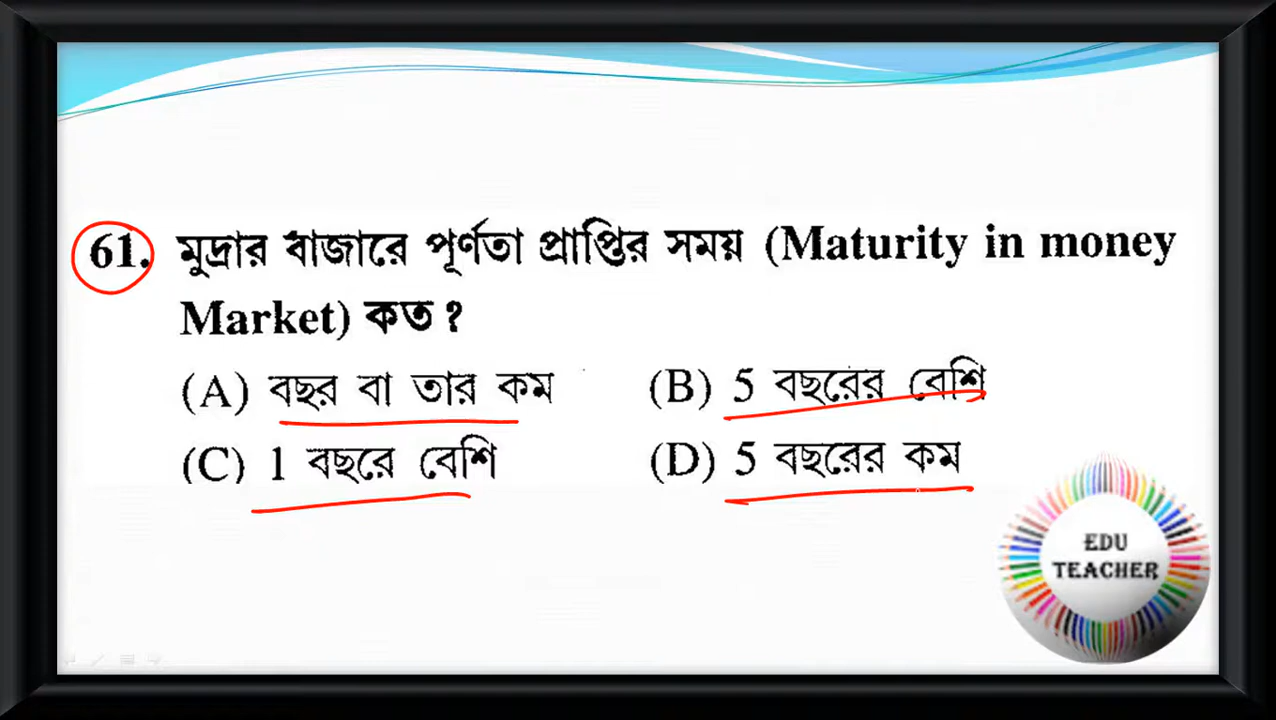 61. মুদ্রার বাজারে পূর্ণতা প্রাপ্তির সময় (Maturity in money
Market) কত ?
(A) বছর বা তার কম (B) 5 বছরের বেশি
(C) 1 বছরে বেশি (D) 5 বছরের কম
EDU
TEACHER